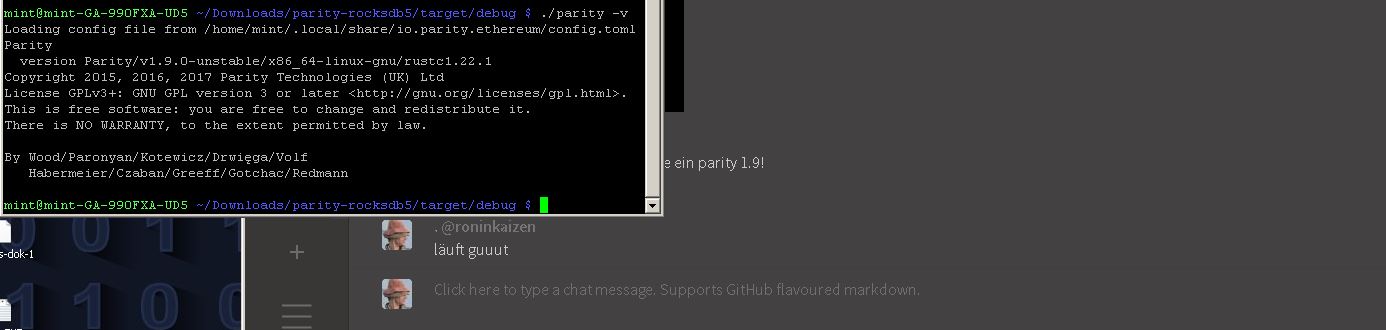 mint@mint-GA-990FXA-UD5 ~/Downloads/parity-rocksdb5/target/debug $ ./parity -v
Loading config file from /home/mint/.local/share/io.parity.ethereum/config.toml
Parity
  version Parity/v1.9.0-unstable/x86_64-linux-gnu/rustc1.22.1
Copyright 2015, 2016, 2017 Parity Technologies (UK) Ltd
License GPLv3+: GNU GPL version 3 or later <http://gnu.org/licenses/gpl.html>.
This is free software: you are free to change and redistribute it.
There is NO WARRANTY, to the extent permitted by law.
By Wood/Paronyan/Kotewicz/Drwięga/Volf
   Habermeier/Czaban/Greeff/Gotchac/Redmann
mint@mint-GA-990FXA-UD5 ~/Downloads/parity-rocksdb5/target/debug $
e ein parity 1.9!
. @roninkaizen
läuft guuut
Click here to type a chat message. Supports GitHub flavoured markdown.
s-dok-1